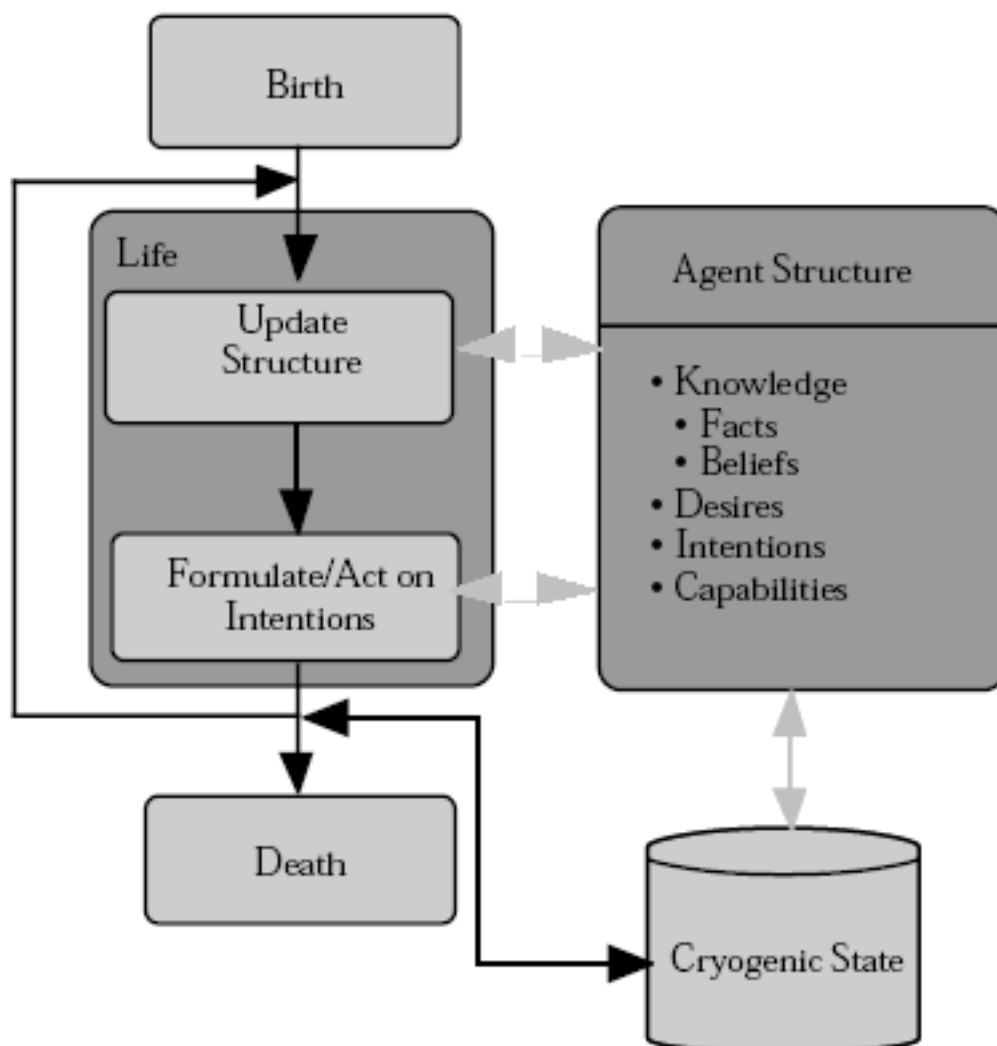 Birth
Life
Update
Structure
Formulate/Act on
Intentions
Death
Agent Structure
• Knowledge
• Facts
• Beliefs
• Desires
• Intentions
• Capabilities
Cryogenic State